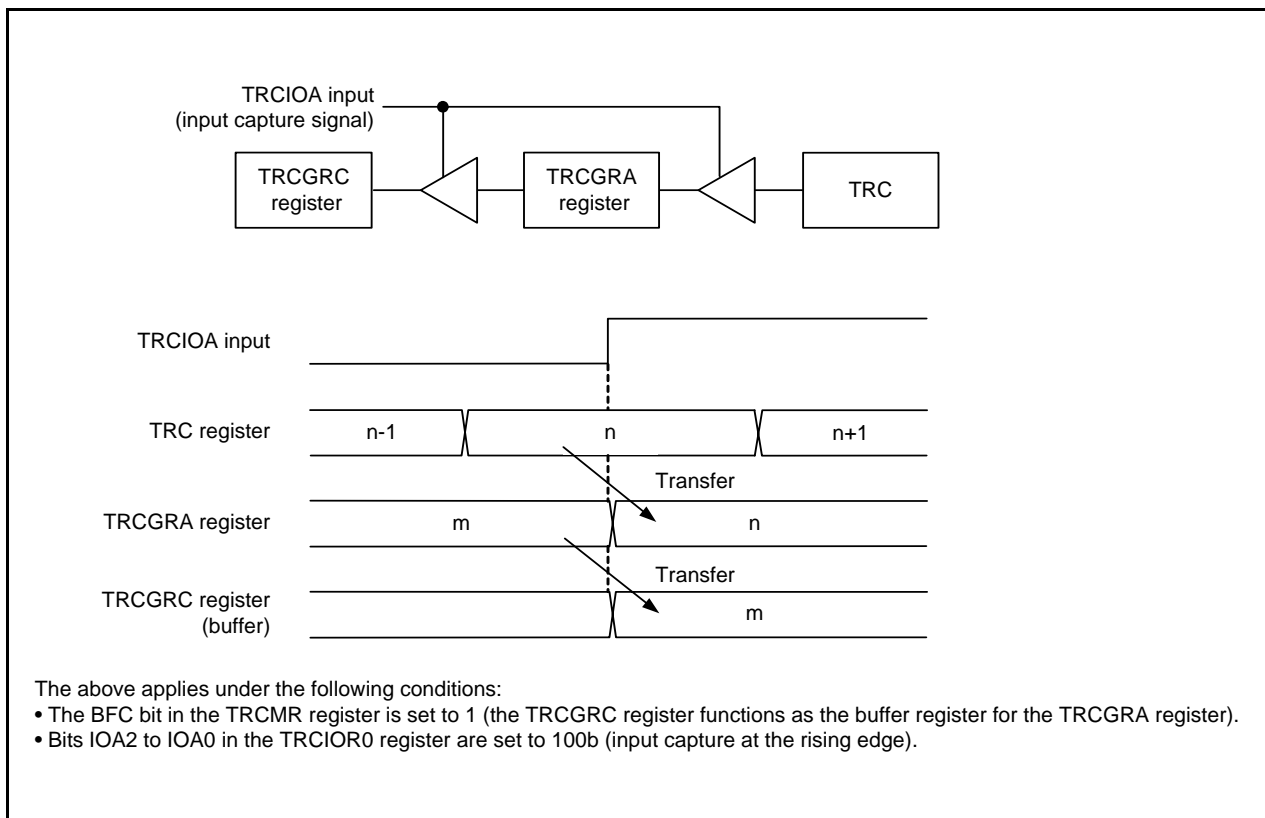 TRCIOA input
(input capture signal)
TRCGRC
register
TRCGRA
register
TRC
TRCIOA input
TRC register
n-1
n
n+1
Transfer
TRCGRA register
m
n
Transfer
TRCGRC register
(buffer)
m
The above applies under the following conditions:
• The BFC bit in the TRCMR register is set to 1 (the TRCGRC register functions as the buffer register for the TRCGRA register).
• Bits IOA2 to IOA0 in the TRCIOR0 register are set to 100b (input capture at the rising edge).